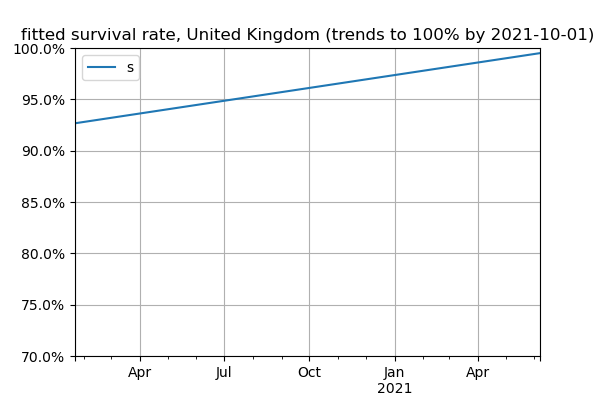 fitted survival rate, United Kingdom (trends to 100% by 2021-10-01)
100.0%
s
95.0%
90.0%
85.0%
80.0%
75.0%
70.0%
Apr Jul Oct Jan Apr
2021